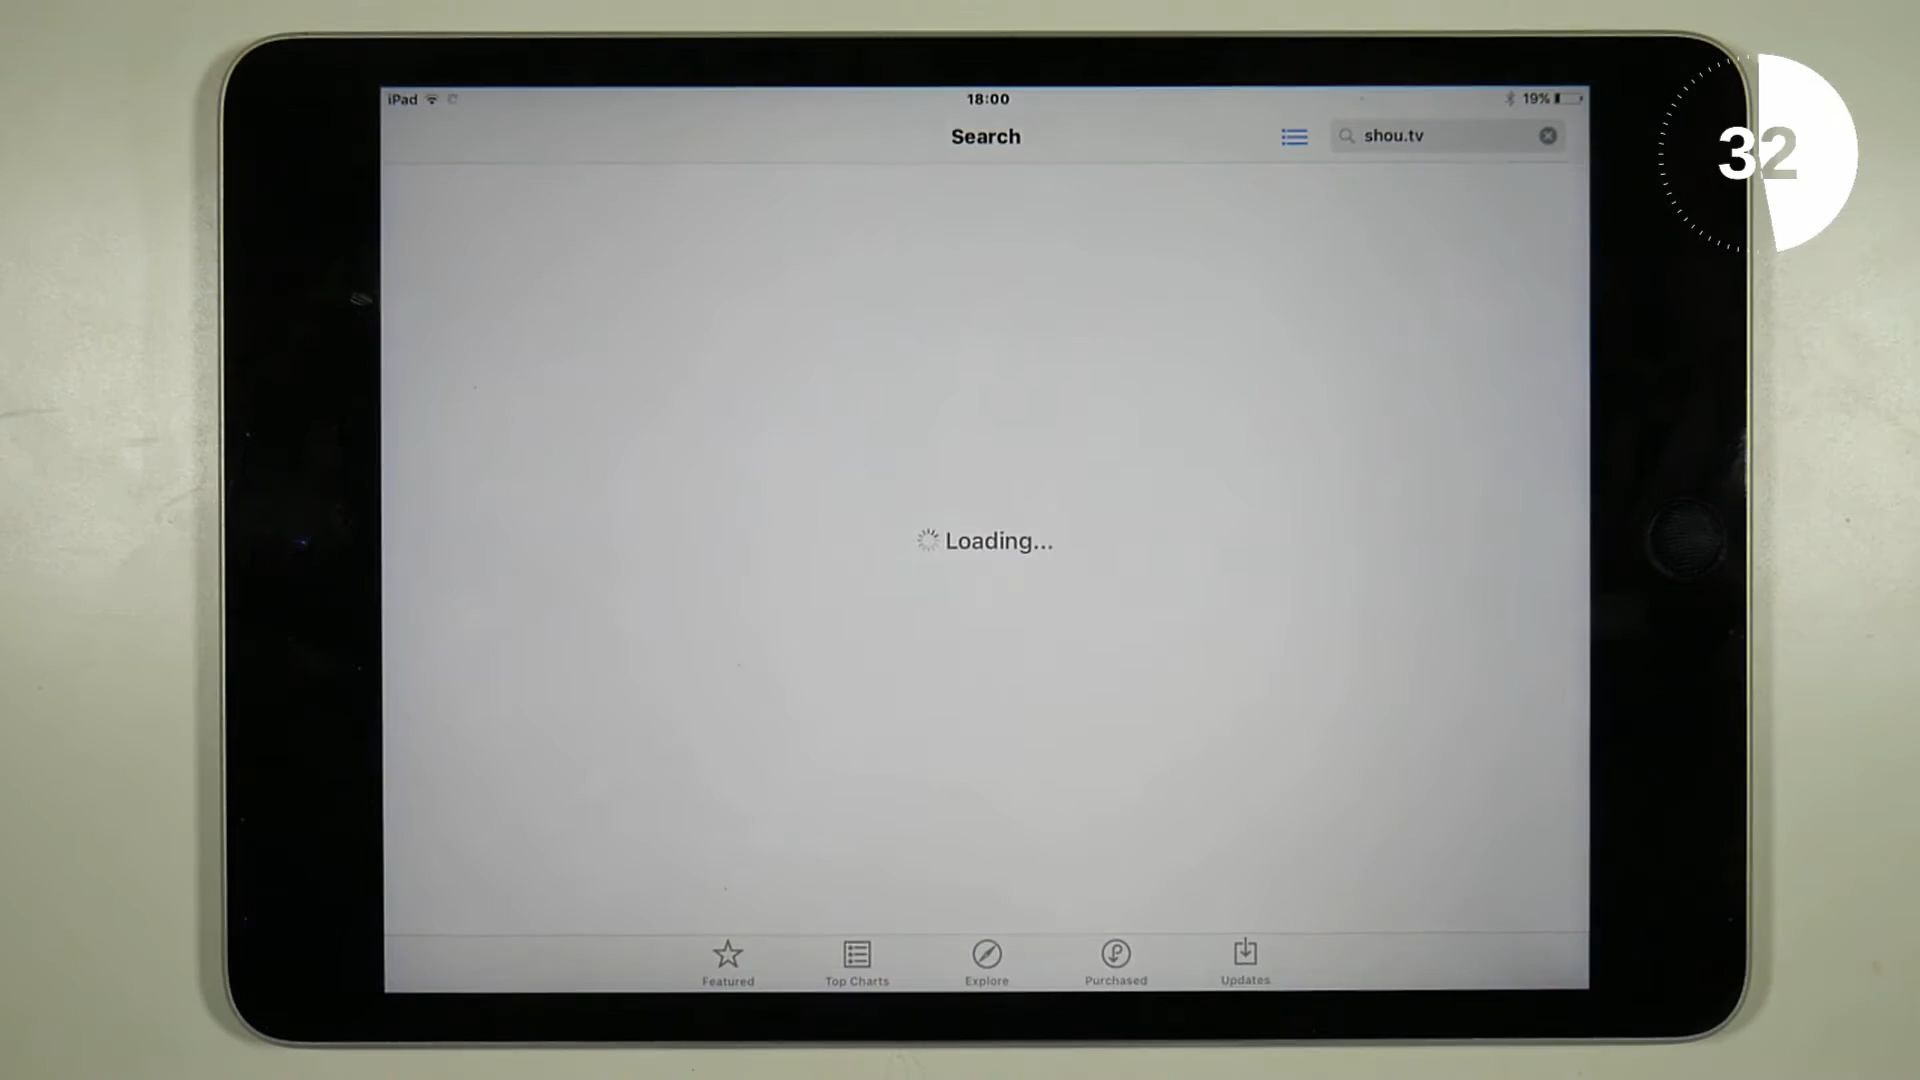 iPad
18:00
19%
Search
shou.tv
32
Loading...
Featured
Top Charts
Explore
Purchased
Updates